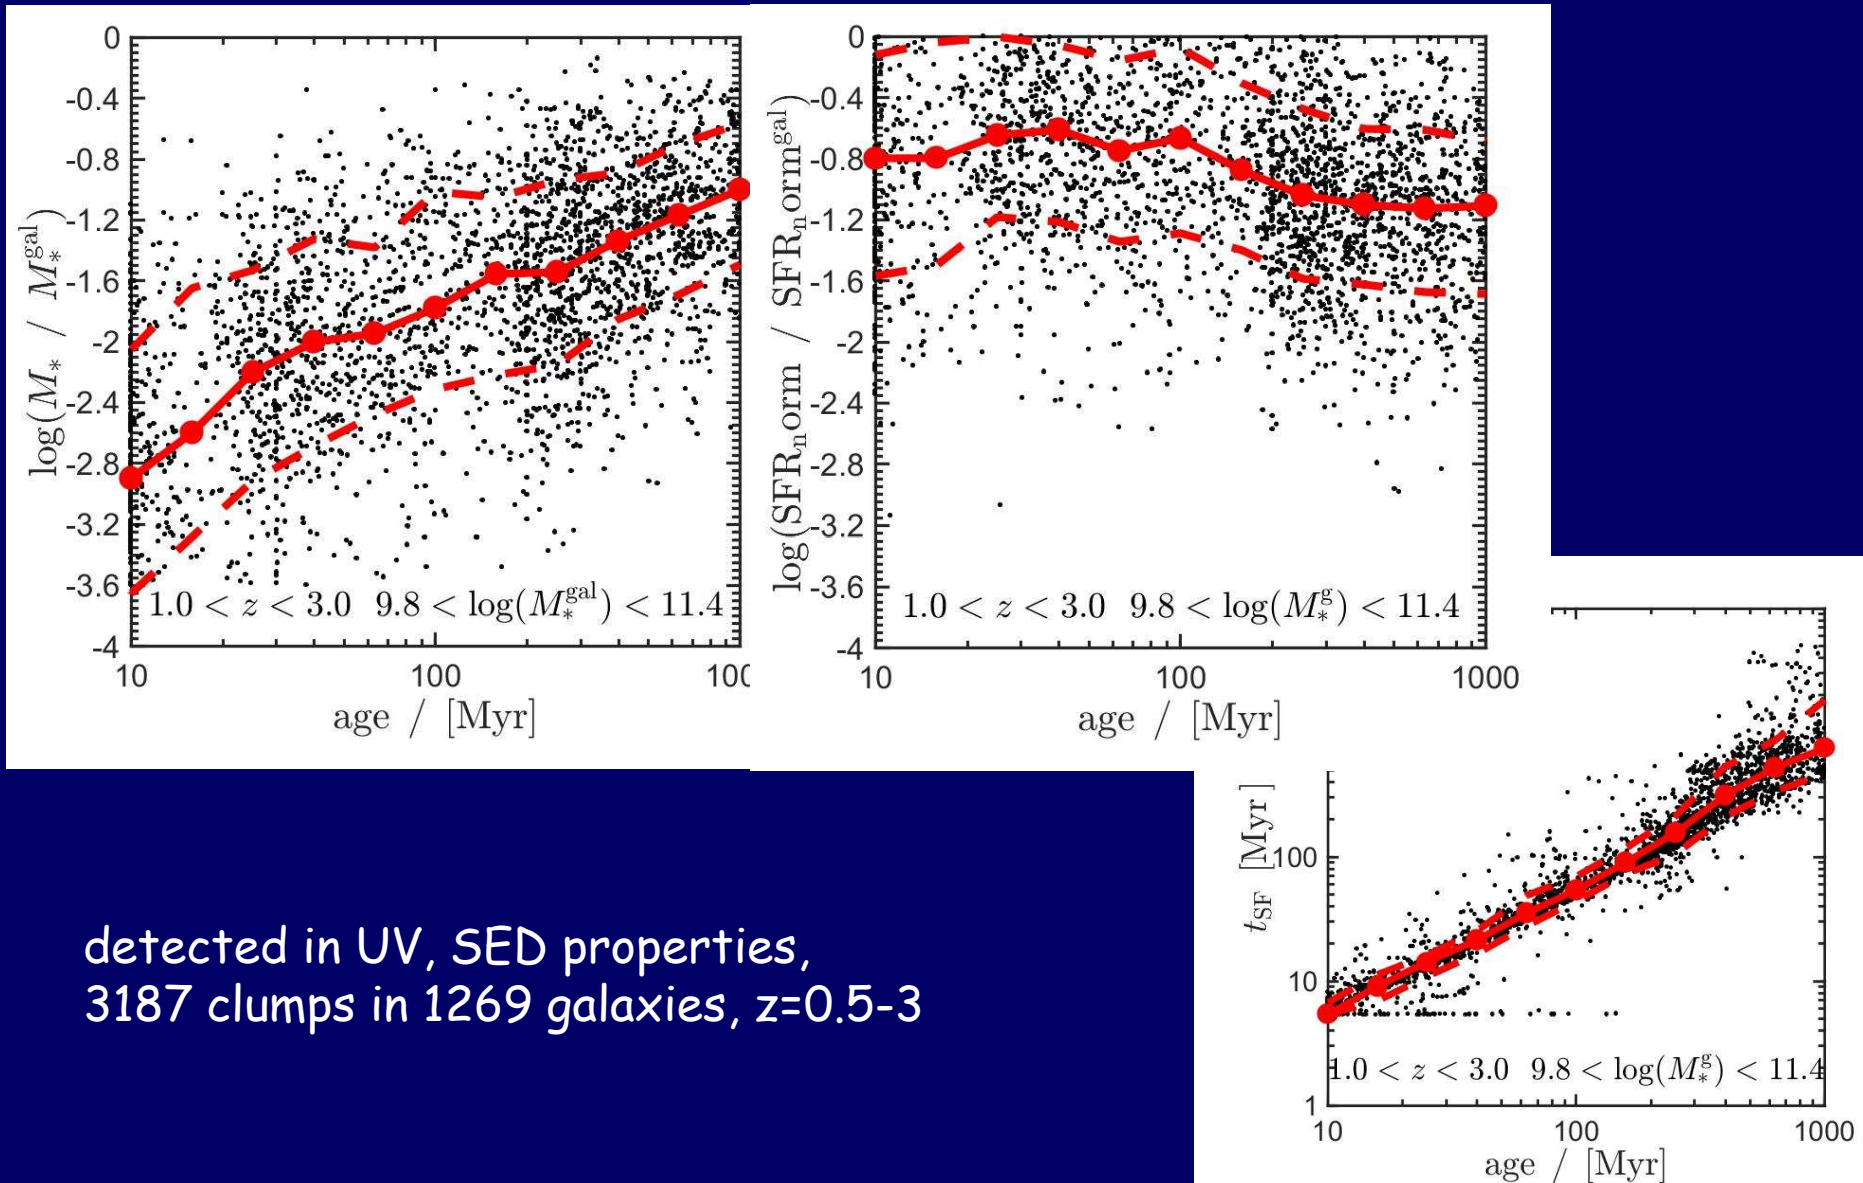 0
-0.4
-0.8
-1.2
-1.6
-2
-2.4
-2.8
-3.2
-3.6
-4
log(M* / M*^gal)
1.0 < z < 3.0 9.8 < log(M*^gal) < 11.4
10 100 100
age / [Myr]
0
-0.4
-0.8
-1.2
-1.6
-2
-2.4
-2.8
-3.2
-3.6
-4
log(SFR_norm / SFR_norm^gal)
1.0 < z < 3.0 9.8 < log(M*^g) < 11.4
10 100 1000
age / [Myr]
100
10
1
t_SF [Myr]
1.0 < z < 3.0 9.8 < log(M*^g) < 11.4
10 100 1000
age / [Myr]
detected in UV, SED properties,
3187 clumps in 1269 galaxies, z=0.5-3